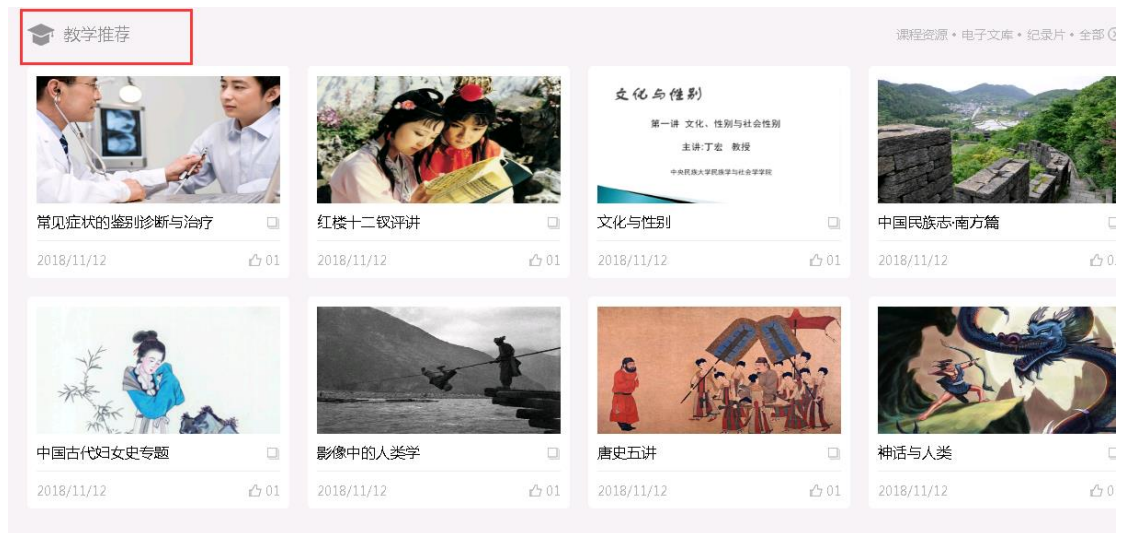 教学推荐
课程资源•电子文库•纪录片•全部
文化与性别
第一讲 文化、性别与社会性别
主讲:丁宏 教授
中央民族大学民族学与社会学学院
常见症状的鉴别诊断与治疗
红楼十二钗评讲
文化与性别
中国民族志·南方篇
2018/11/12 01
2018/11/12 01
2018/11/12 01
2018/11/12 0
中国古代妇女史专题
影像中的人类学
唐史五讲
神话与人类
2018/11/12 01
2018/11/12 01
2018/11/12 01
2018/11/12 0